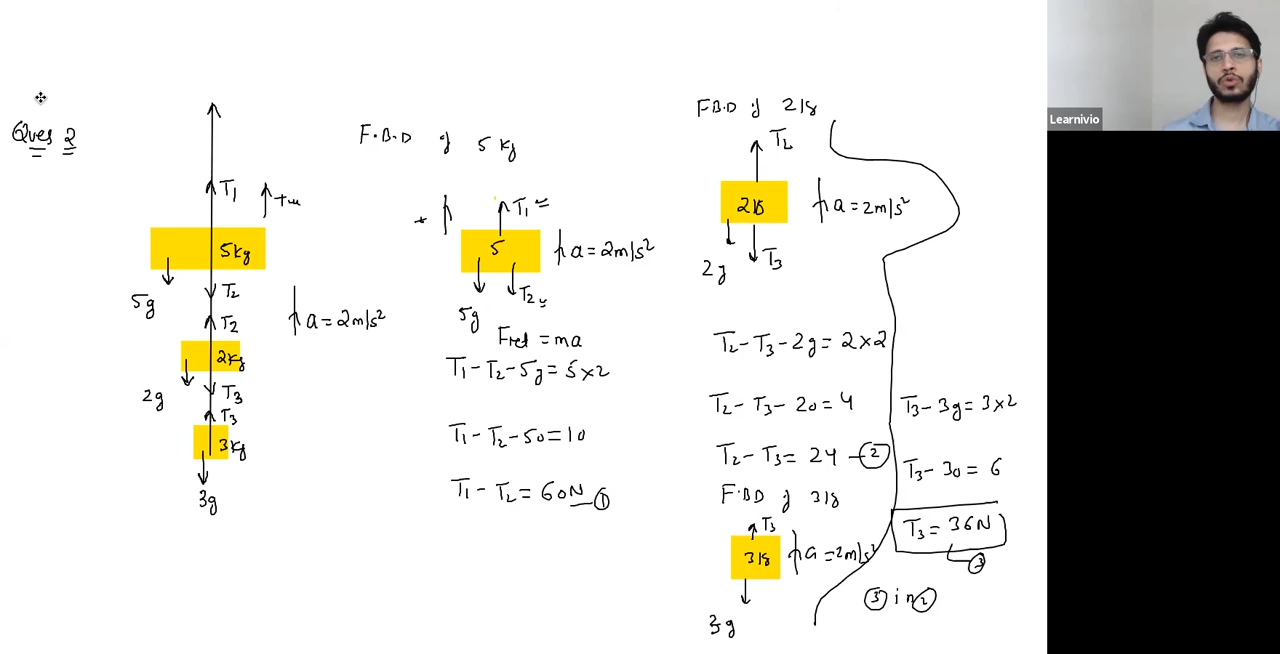 Ques 2
T₁
+ve
5kg
5g
T₂
T₂
a = 2m/s²
2kg
2g
T₃
T₃
3kg
3g
F.B.D of 5 kg
+
T₁
5
a = 2m/s²
5g
T₂
Fnet = ma
T₁ - T₂ - 5g = 5×2
T₁ - T₂ - 50 = 10
T₁ - T₂ = 60N — ①
F.B.D of 2kg
T₂
2kg
a = 2m/s²
2g
T₃
T₂ - T₃ - 2g = 2×2
T₂ - T₃ - 20 = 4
T₂ - T₃ = 24 — ②
F.B.D of 3kg
T₃
3kg
a = 2m/s²
3g
T₃ - 3g = 3×2
T₃ - 30 = 6
T₃ = 36N
③
③ in ②
Learnivio